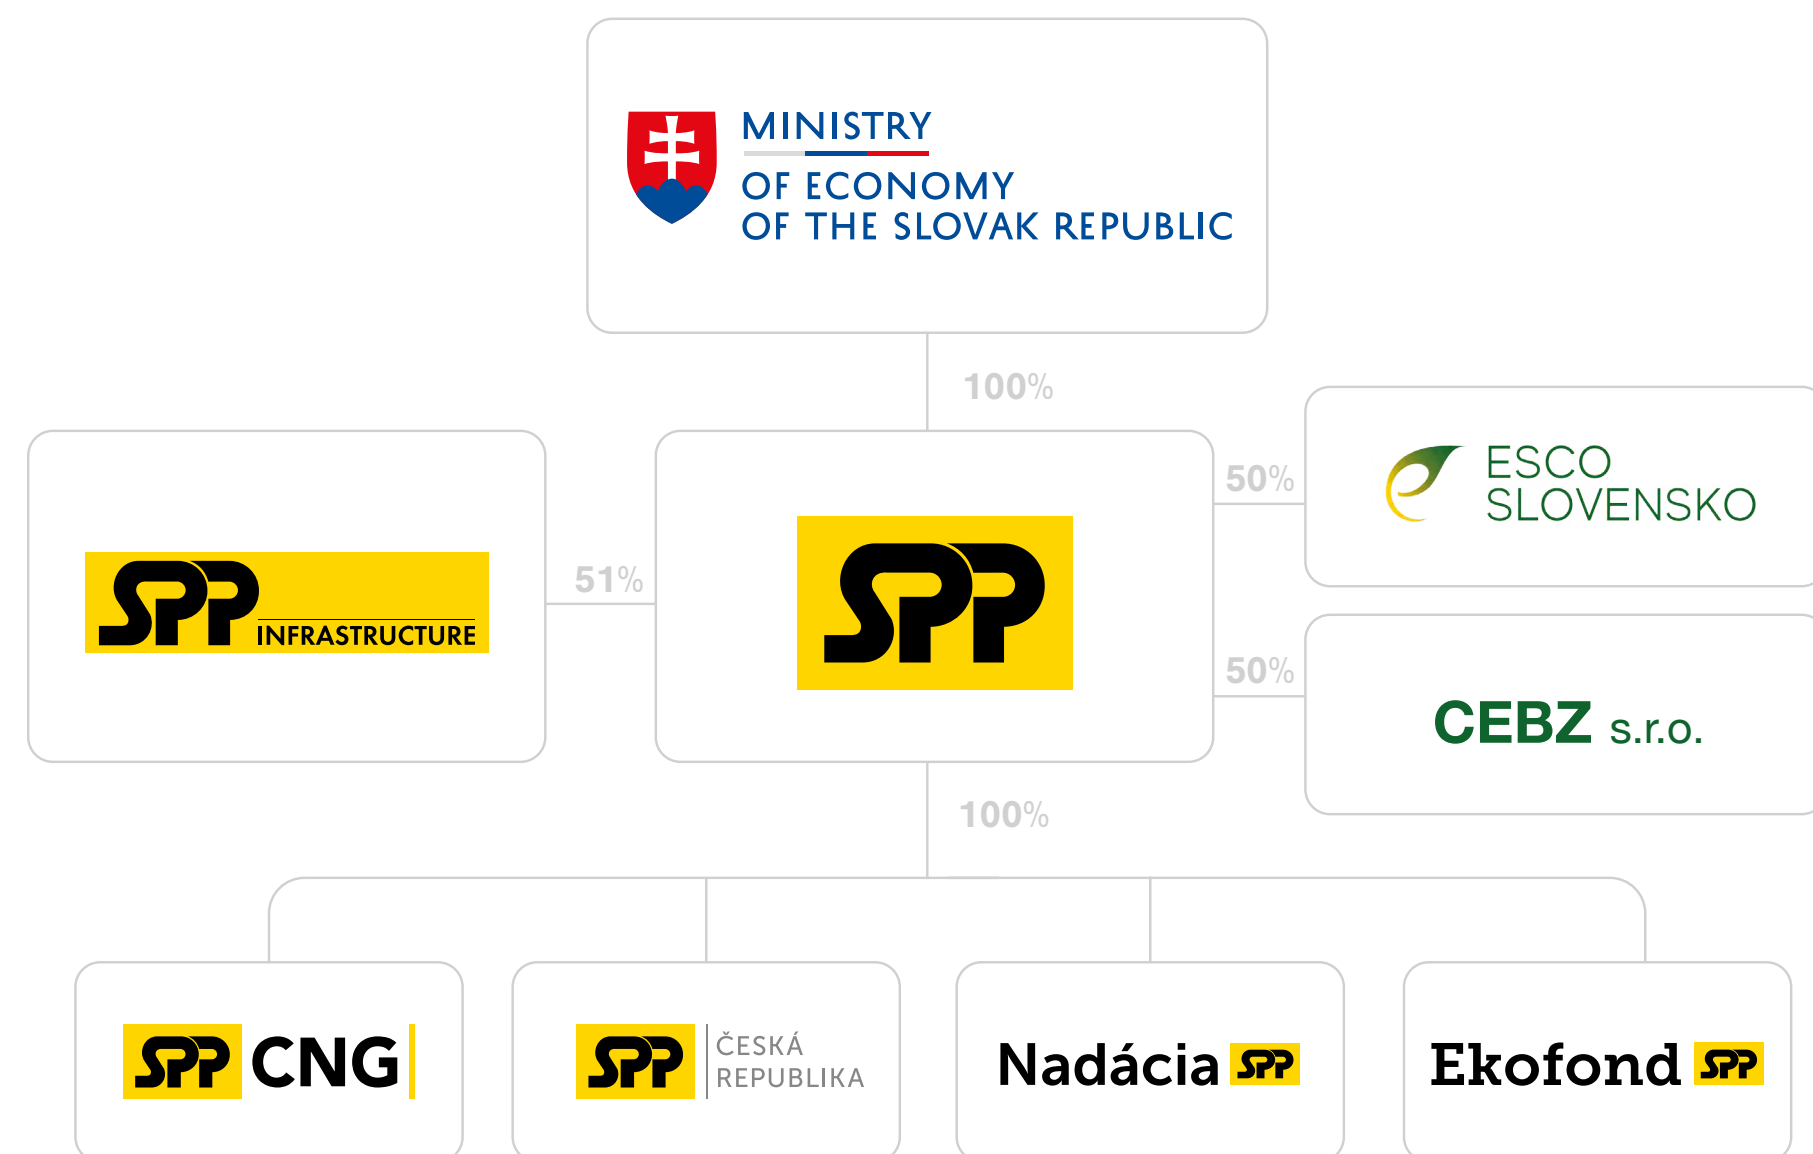 MINISTRY
OF ECONOMY
OF THE SLOVAK REPUBLIC
100%
50%
ESCO
SLOVENSKO
51%
SPP
INFRASTRUCTURE
SPP
50%
CEBZ s.r.o.
100%
SPP CNG
SPP ČESKÁ
REPUBLIKA
Nadácia SPP
Ekofond SPP